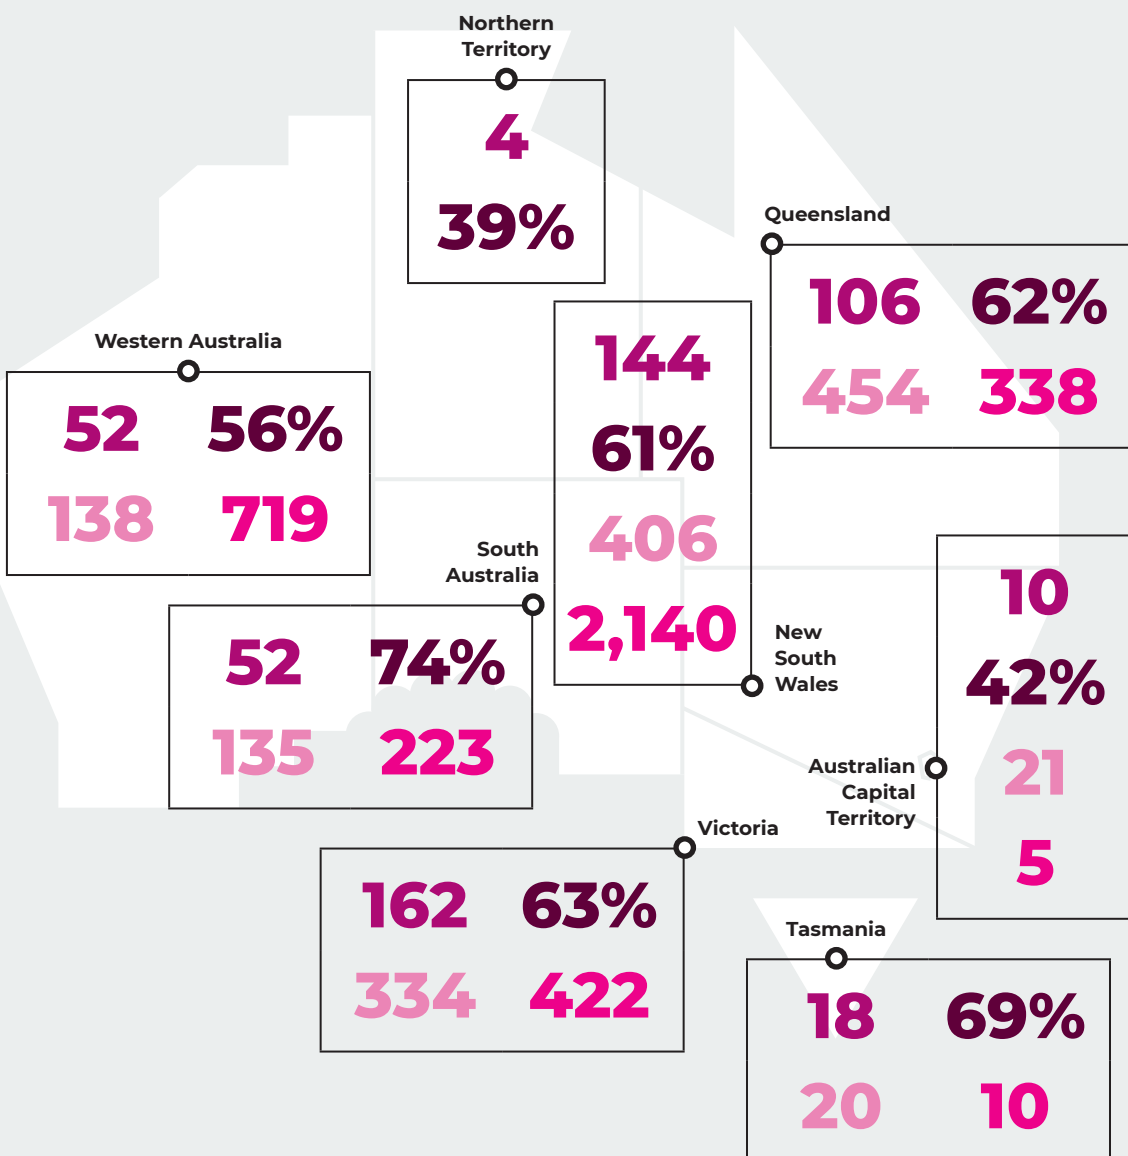 Northern
Territory
4
39%
Queensland
106 62%
454 338
Western Australia
52 56%
138 719
144
61%
406
2,140
New
South
Wales
South
Australia
52 74%
135 223
10
42%
21
5
Australian
Capital
Territory
Victoria
162 63%
334 422
Tasmania
18 69%
20 10